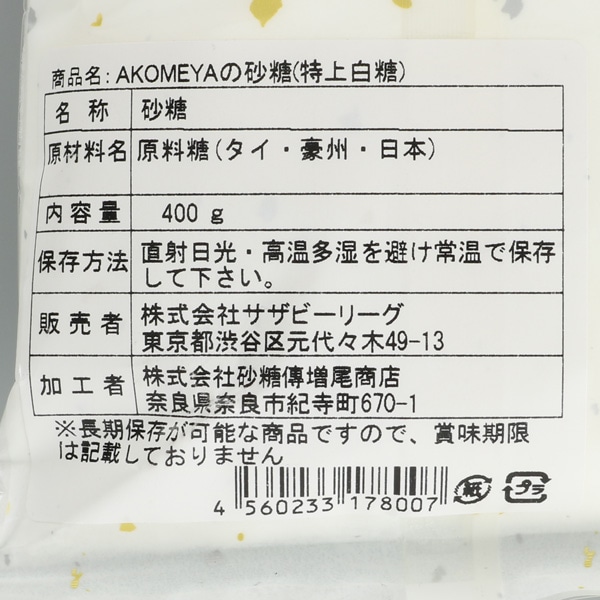 商品名: AKOMEYAの砂糖(特上白糖)
名 称 砂糖
原材料名 原料糖(タイ・豪州・日本)
内容量 400 g
保存方法 直射日光・高温多湿を避け常温で保存
して下さい。
販売者 株式会社サザビーリーグ
東京都渋谷区元代々木49-13
加工者 株式会社砂糖傳増尾商店
奈良県奈良市紀寺町670-1
※長期保存が可能な商品ですので、賞味期限
は記載しておりません
4 560233 178007
紙 プラ